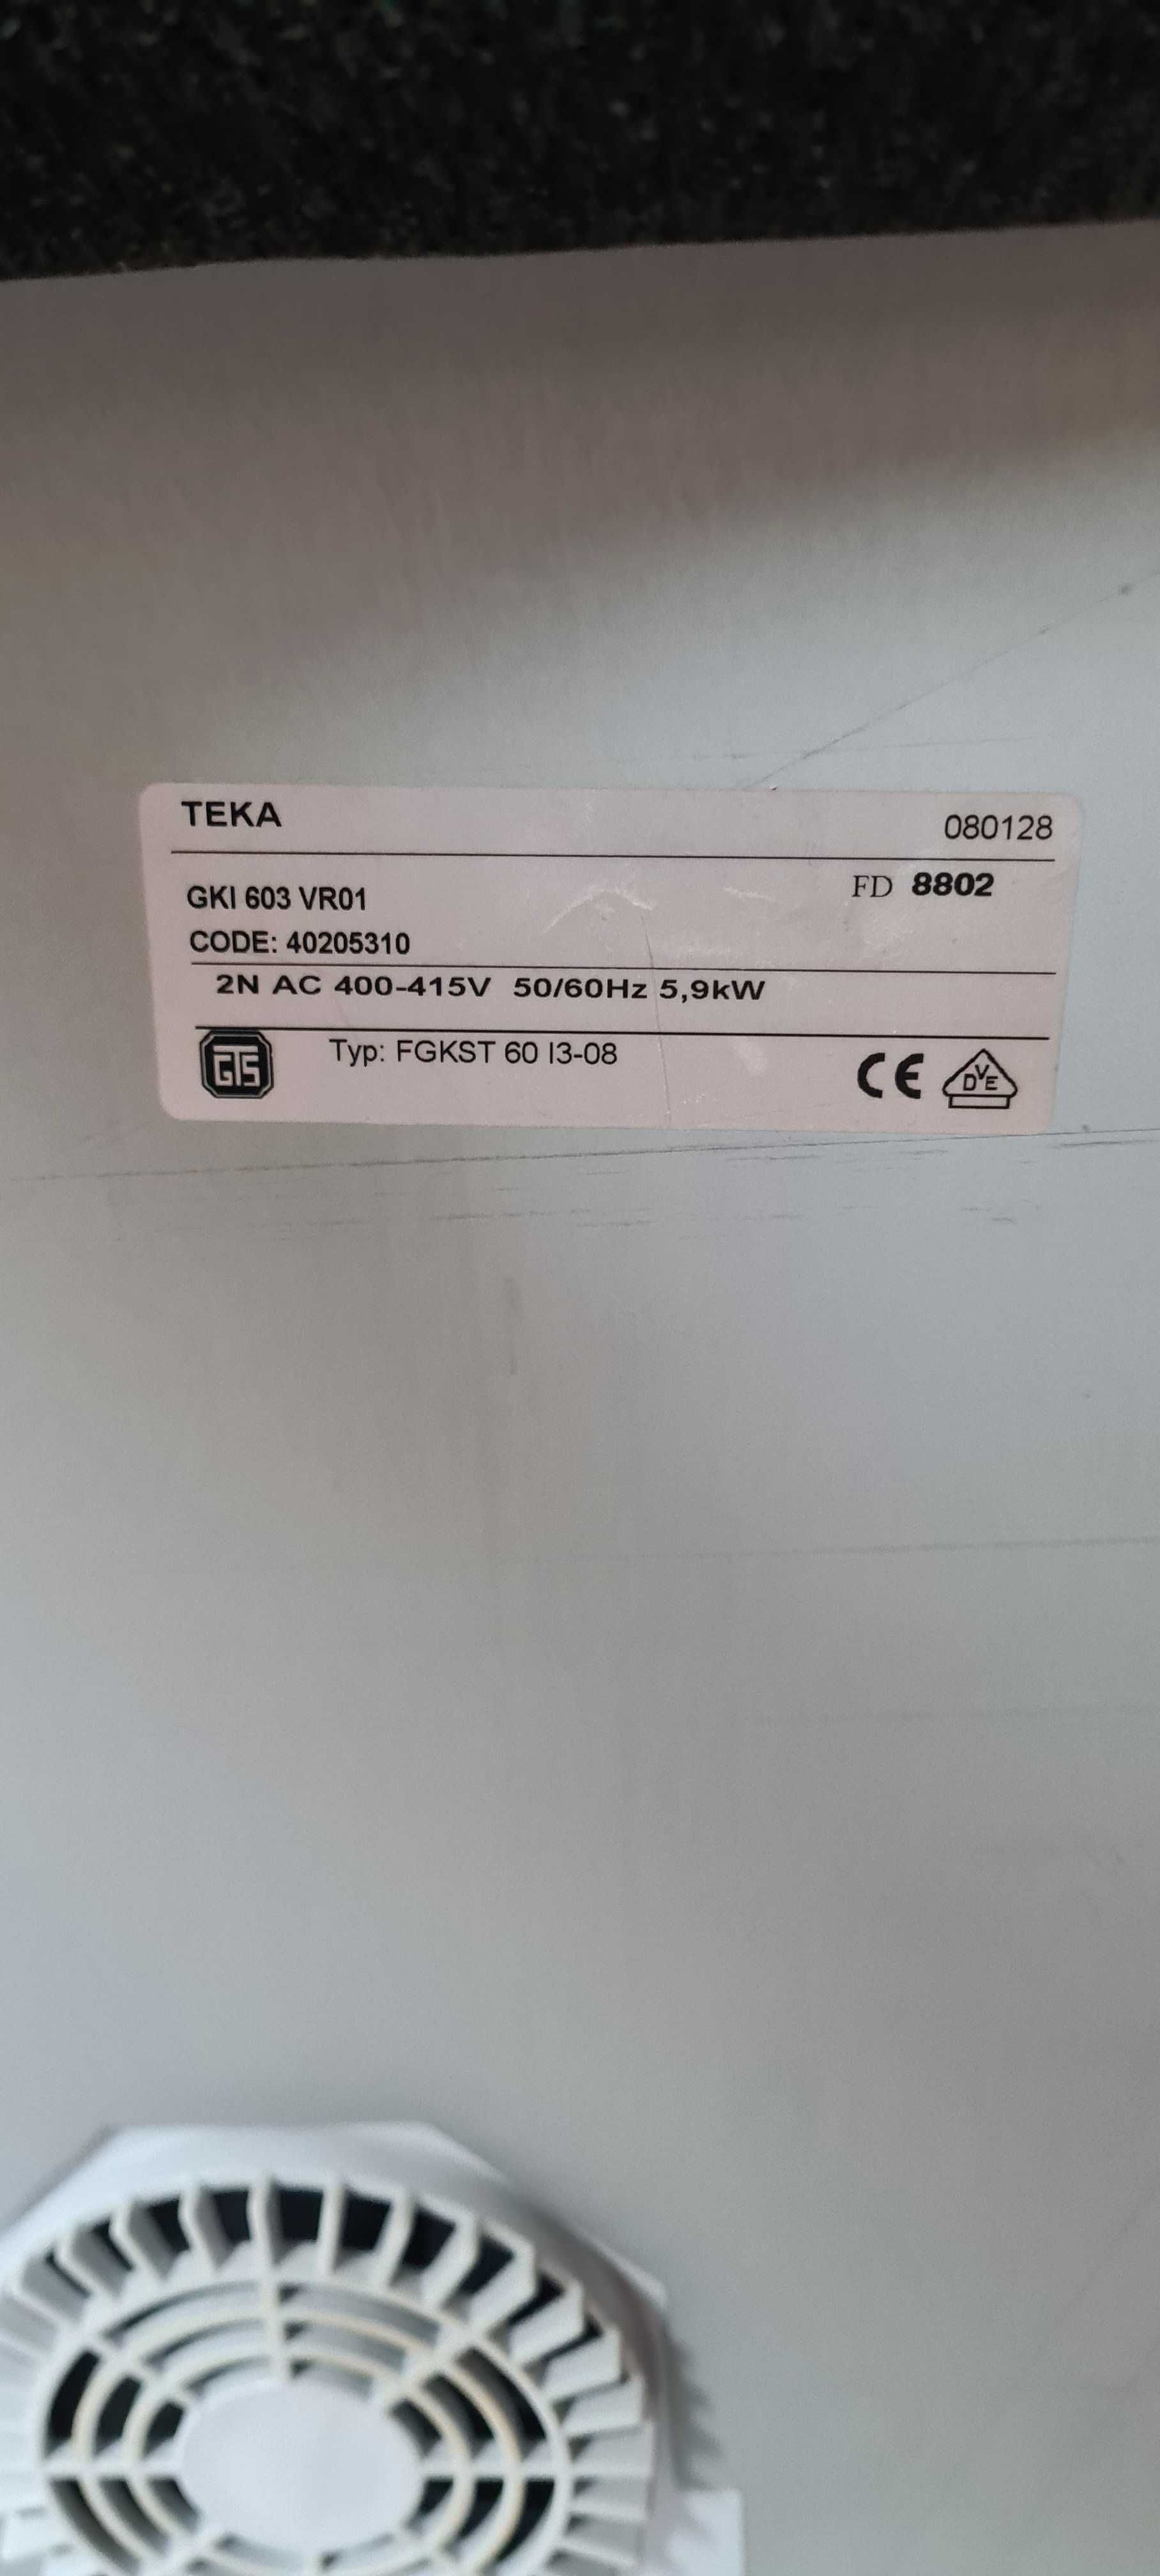 TEKA 080128
GKI 603 VR01 FD 8802
CODE: 40205310
2N AC 400-415V 50/60Hz 5,9kW
GTS Typ: FGKST 60 I3-08 CE DVE